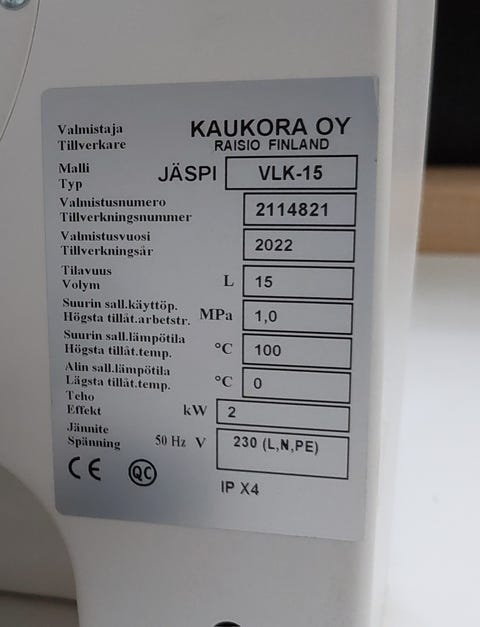 Valmistaja
Tillverkare
KAUKORA OY
RAISIO FINLAND
Malli
Typ
JÄSPI
VLK-15
Valmistusnumero
Tillverkningsnummer
2114821
Valmistusvuosi
Tillverkningsår
2022
Tilavuus
Volym
L
15
Suurin sall.käyttöp.
Högsta tillåt.arbetstr.
MPa
1,0
Suurin sall.lämpötila
Högsta tillåt.temp.
°C
100
Alin sall.lämpötila
Lägsta tillåt.temp.
°C
0
Teho
Effekt
kW
2
Jännite
Spänning
50 Hz V
230 (L,N,PE)
CE
QC
IP X4